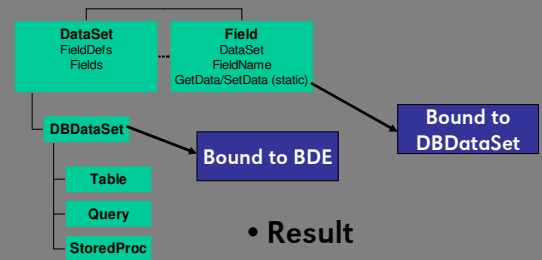 DataSet
FieldDefs
Fields
Field
DataSet
FieldName
GetData/SetData (static)
DBDataSet
Bound to BDE
Bound to
DBDataSet
Table
Query
StoredProc
• Result